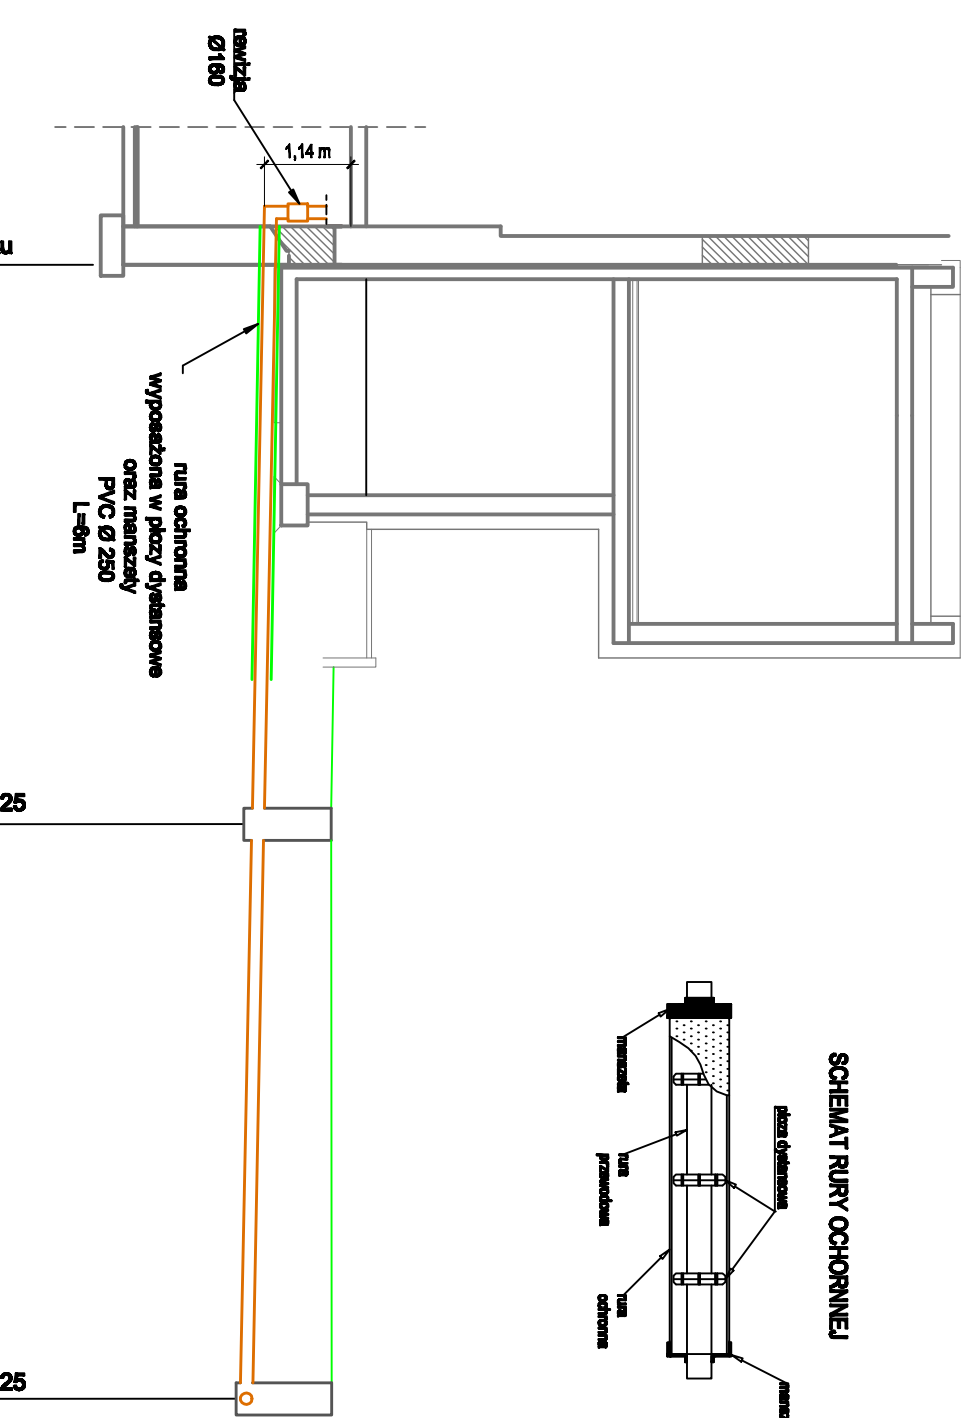 rewizja
Ø160
1,14 m
u
rura ochronna
wyposażona w płozy dystansowe
oraz manszety
PVC Ø 250
L=6m
25
25
SCHEMAT RURY OCHORNNEJ
płoza dystansowa
manszeta
rura
przewodowa
rura
ochronna